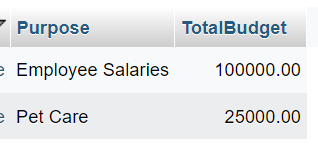 Purpose TotalBudget
e Employee Salaries 100000.00
e Pet Care 25000.00